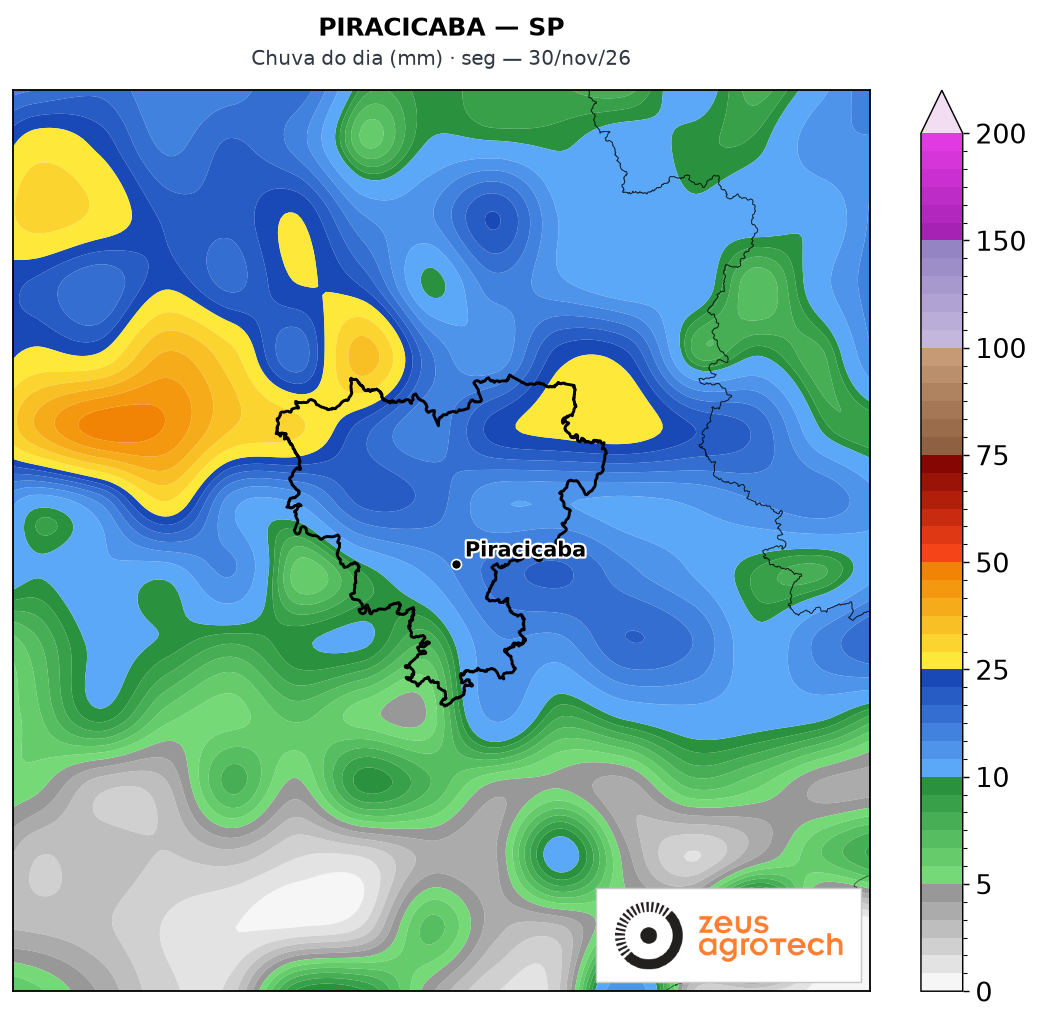 PIRACICABA — SP
Chuva do dia (mm) · seg — 30/nov/26
200
150
100
75
50
25
10
5
0
Piracicaba
zeus
agrotech